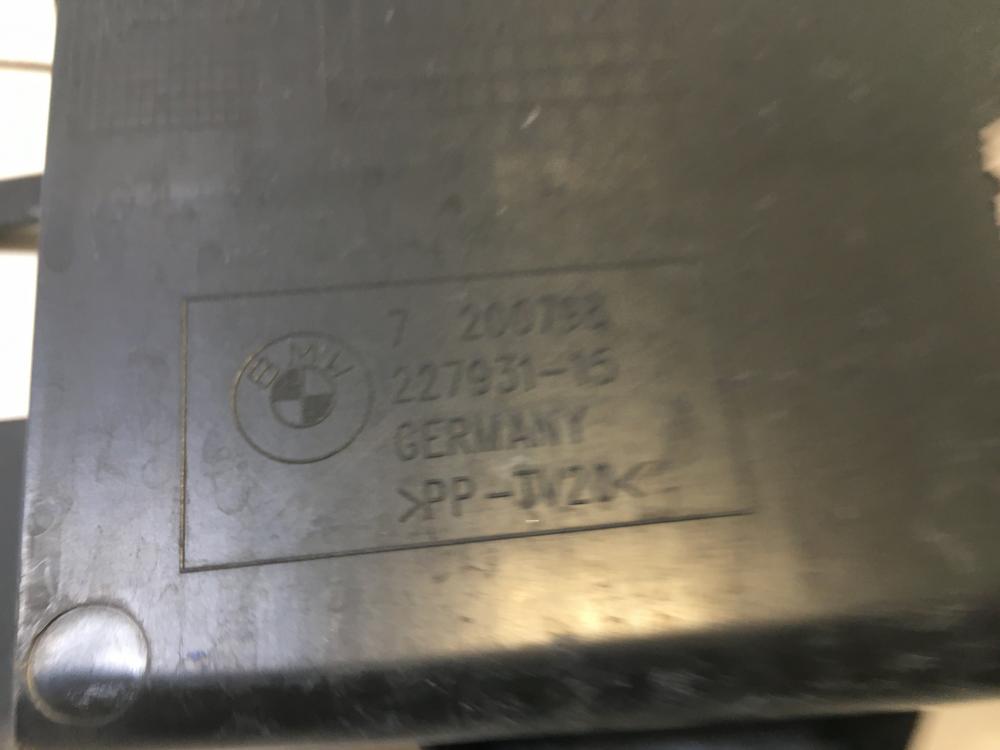 BMW
7 200798
227931-15
GERMANY
>PP-TV20<